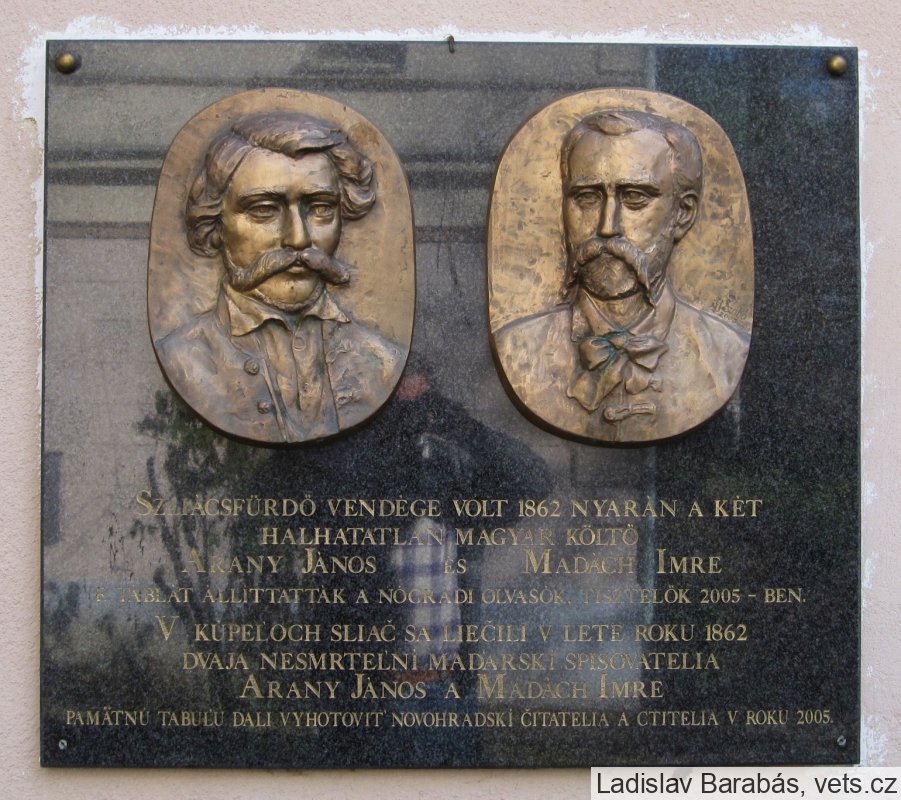 SZLIÁCSFÜRDŐ VENDÉGE VOLT 1862 NYARÁN A KÉT
HALHATATLAN MAGYAR KÖLTŐ
ARANY JÁNOS ÉS MADÁCH IMRE
E TÁBLÁT ÁLLÍTTATTÁK A NÓGRÁDI OLVASÓK, TISZTELŐK 2005 - BEN.
V KÚPEĽOCH SLIAČ SA LIEČILI V LETE ROKU 1862
DVAJA NESMRTEĽNÍ MAĎARSKÍ SPISOVATELIA
ARANY JÁNOS A MADÁCH IMRE
PAMÄTNÚ TABUĽU DALI VYHOTOVIŤ NOVOHRADSKÍ ČITATELIA A CTITELIA V ROKU 2005.
Ladislav Barabás, vets.cz